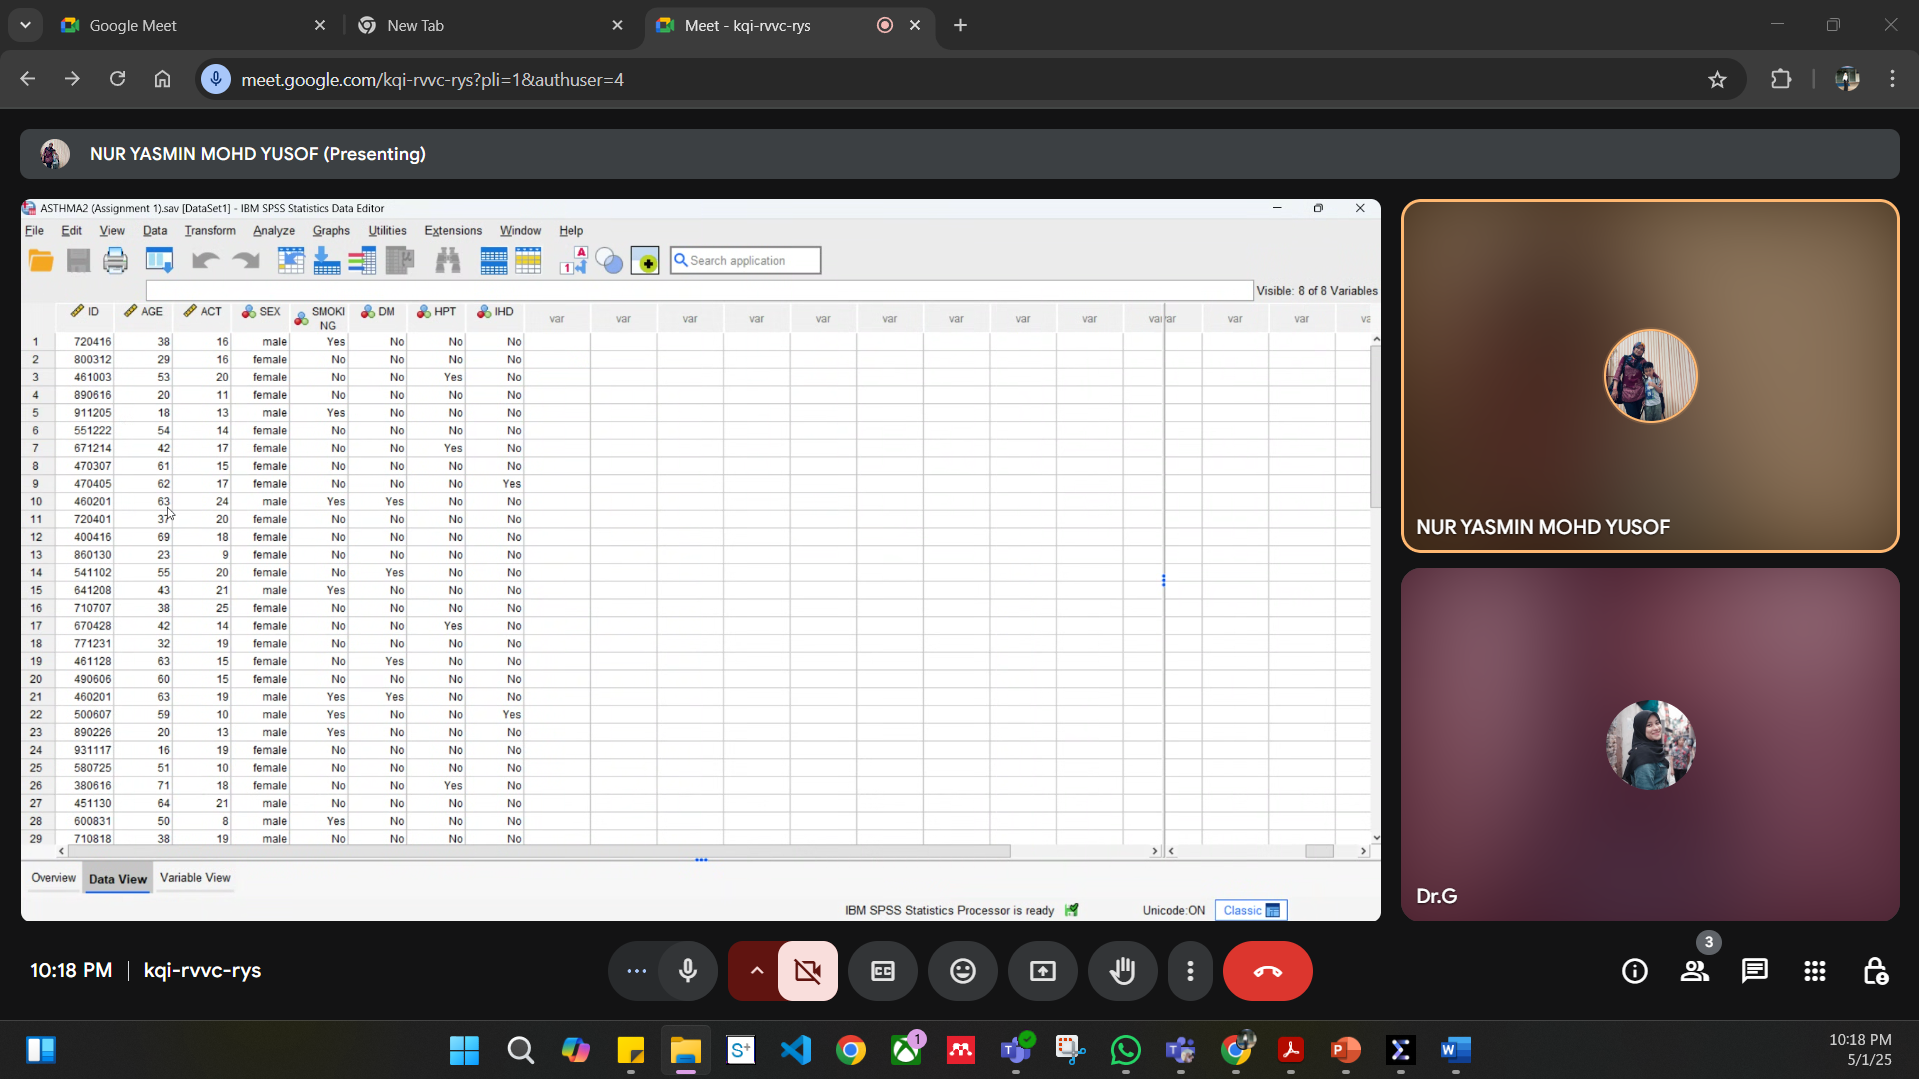 Google Meet
New Tab
Meet - kqi-rvvc-rys
meet.google.com/kqi-rvvc-rys?pli=1&authuser=4
NUR YASMIN MOHD YUSOF (Presenting)
ASTHMA2 (Assignment 1).sav [DataSet1] - IBM SPSS Statistics Data Editor
File Edit View Data Transform Analyze Graphs Utilities Extensions Window Help
Search application
Visible: 8 of 8 Variables
ID AGE ACT SEX SMOKI NG DM HPT IHD var var var var var var var var var var var var var va
1 720416 38 16 male Yes No No No
2 800312 29 16 female No No No No
3 461003 53 20 female No No Yes No
4 890616 20 11 female No No No No
5 911205 18 13 male Yes No No No
6 551222 54 14 female No No No No
7 671214 42 17 female No No Yes No
8 470307 61 15 female No No No No
9 470405 62 17 female No No No Yes
10 460201 63 24 male Yes Yes No No
11 720401 37 20 female No No No No
12 400416 69 18 female No No No No
13 860130 23 9 female No No No No
14 541102 55 20 female No Yes No No
15 641208 43 21 male Yes No No No
16 710707 38 25 female No No No No
17 670428 42 14 female No No Yes No
18 771231 32 19 female No No No No
19 461128 63 15 female No Yes No No
20 490606 60 15 female No No No No
21 460201 63 19 male Yes Yes No No
22 500607 59 10 male Yes No No Yes
23 890226 20 13 male Yes No No No
24 931117 16 19 female No No No No
25 580725 51 10 female No No No No
26 380616 71 18 female No No Yes No
27 451130 64 21 male No No No No
28 600831 50 8 male Yes No No No
29 710818 38 19 male No No No No
Overview Data View Variable View
IBM SPSS Statistics Processor is ready Unicode:ON Classic
NUR YASMIN MOHD YUSOF
Dr.G
10:18 PM | kqi-rvvc-rys
3
1
10:18 PM
5/1/25